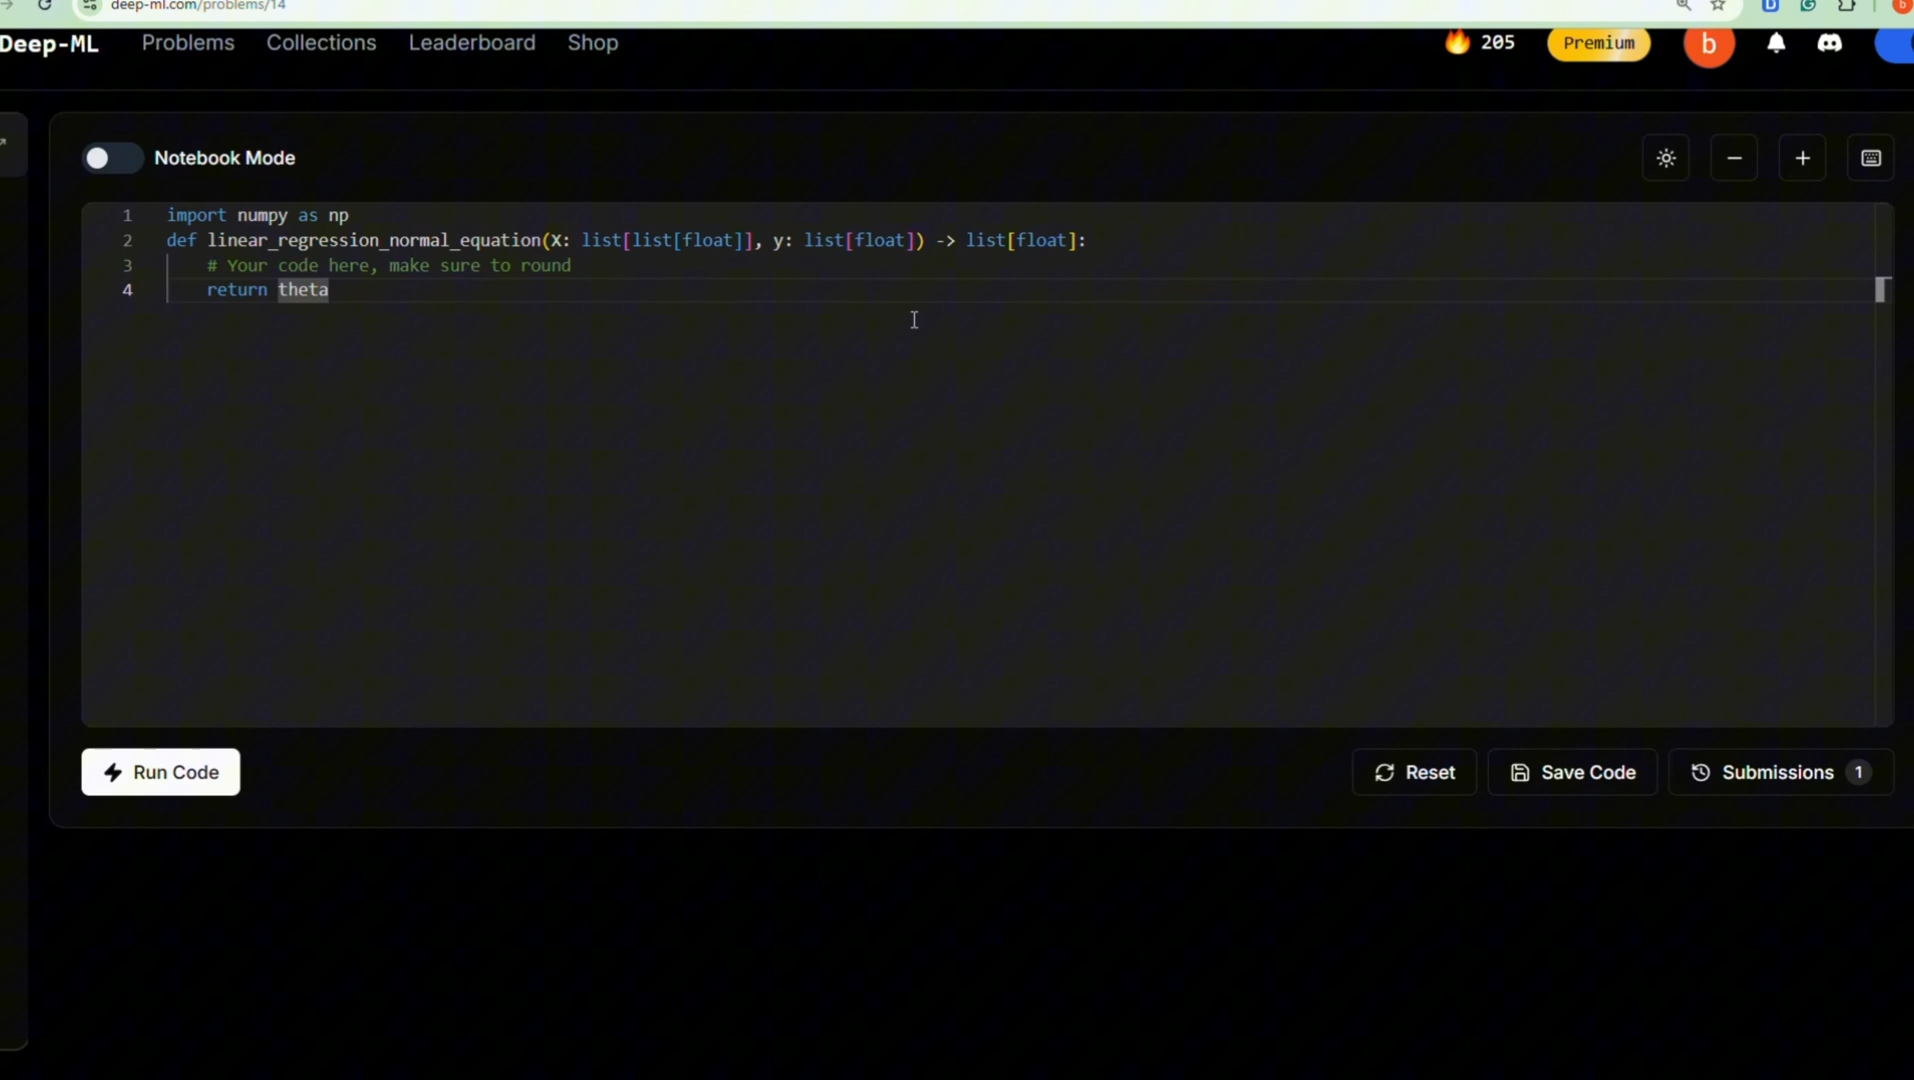 deep-ml.com/problems/14
Deep-ML Problems Collections Leaderboard Shop 205 Premium b
Notebook Mode
1 import numpy as np
2 def linear_regression_normal_equation(X: list[list[float]], y: list[float]) -> list[float]:
3 # Your code here, make sure to round
4 return theta
Run Code Reset Save Code Submissions 1